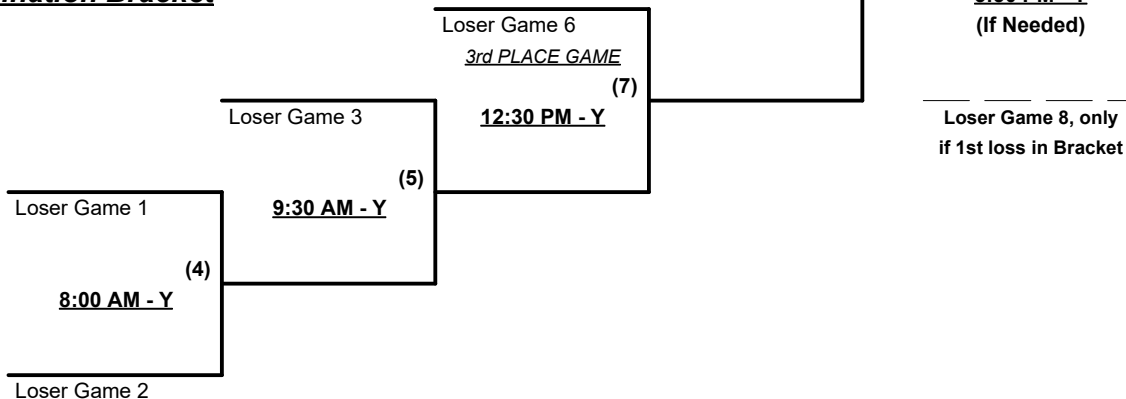 Bracket
(If Needed)
Loser Game 6
3rd PLACE GAME
(7)
12:30 PM - Y
Loser Game 3
Loser Game 8, only
if 1st loss in Bracket
(5)
9:30 AM - Y
Loser Game 1
(4)
8:00 AM - Y
Loser Game 2